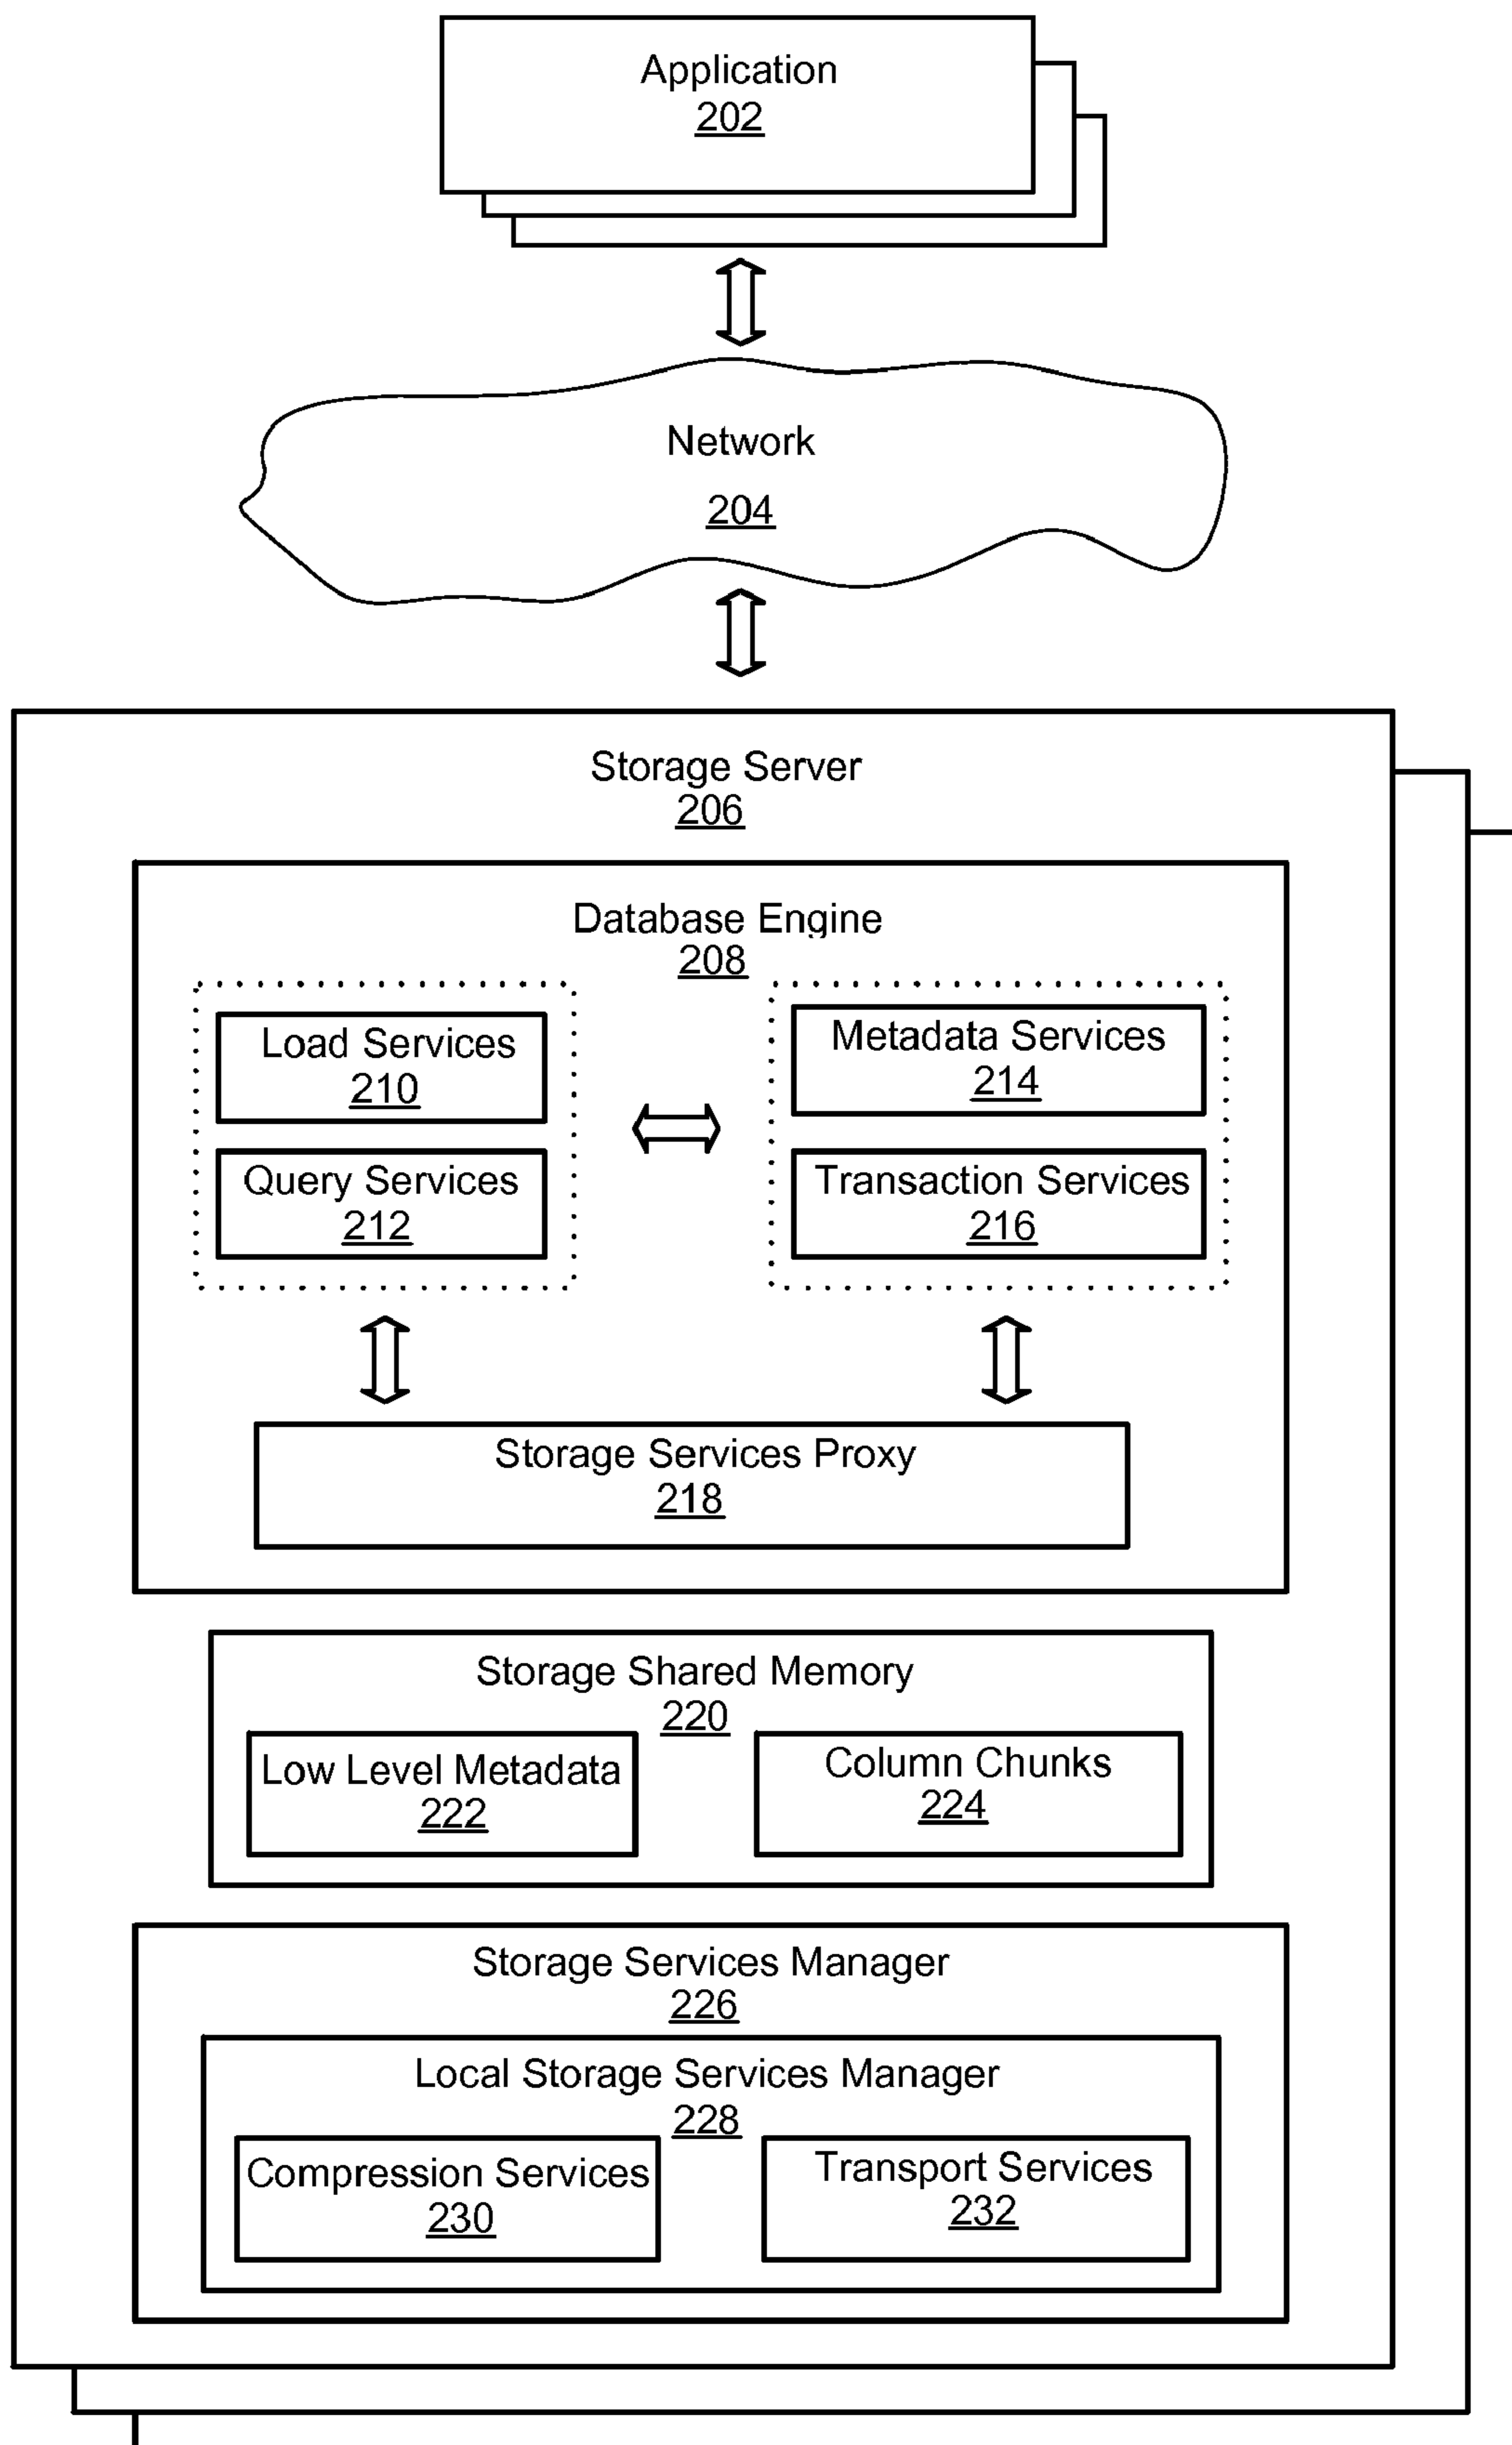 Application
202
Network
204
Storage Server
206
Database Engine
208
Load Services
210
Query Services
212
Metadata Services
214
Transaction Services
216
Storage Services Proxy
218
Storage Shared Memory
220
Low Level Metadata
222
Column Chunks
224
Storage Services Manager
226
Local Storage Services Manager
228
Compression Services
230
Transport Services
232